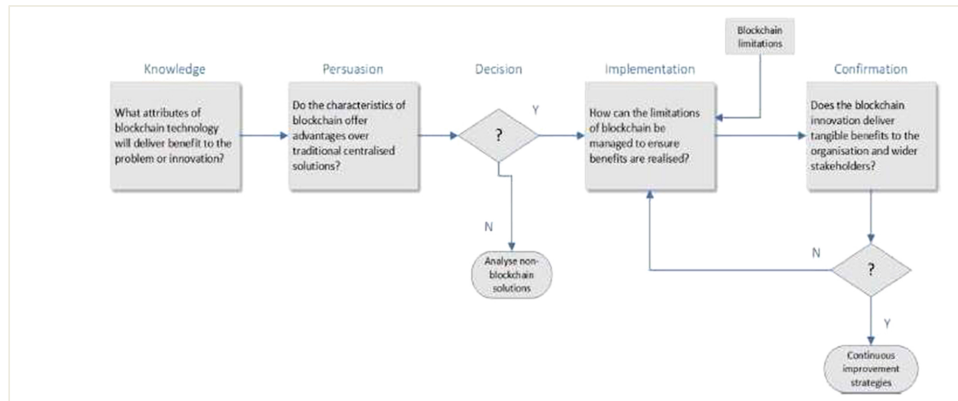 Blockchain
limitations
Knowledge
Persuasion
Decision
Implementation
Confirmation
What attributes of
blockchain technology
will deliver benefit to the
problem or innovation?
Do the characteristics of
blockchain offer
advantages over
traditional centralised
solutions?
?
Y
How can the limitations
of blockchain be
managed to ensure
benefits are realised?
Does the blockchain
innovation deliver
tangible benefits to the
organisation and wider
stakeholders?
N
Analyse non-
blockchain
solutions
N
?
Y
Continuous
improvement
strategies